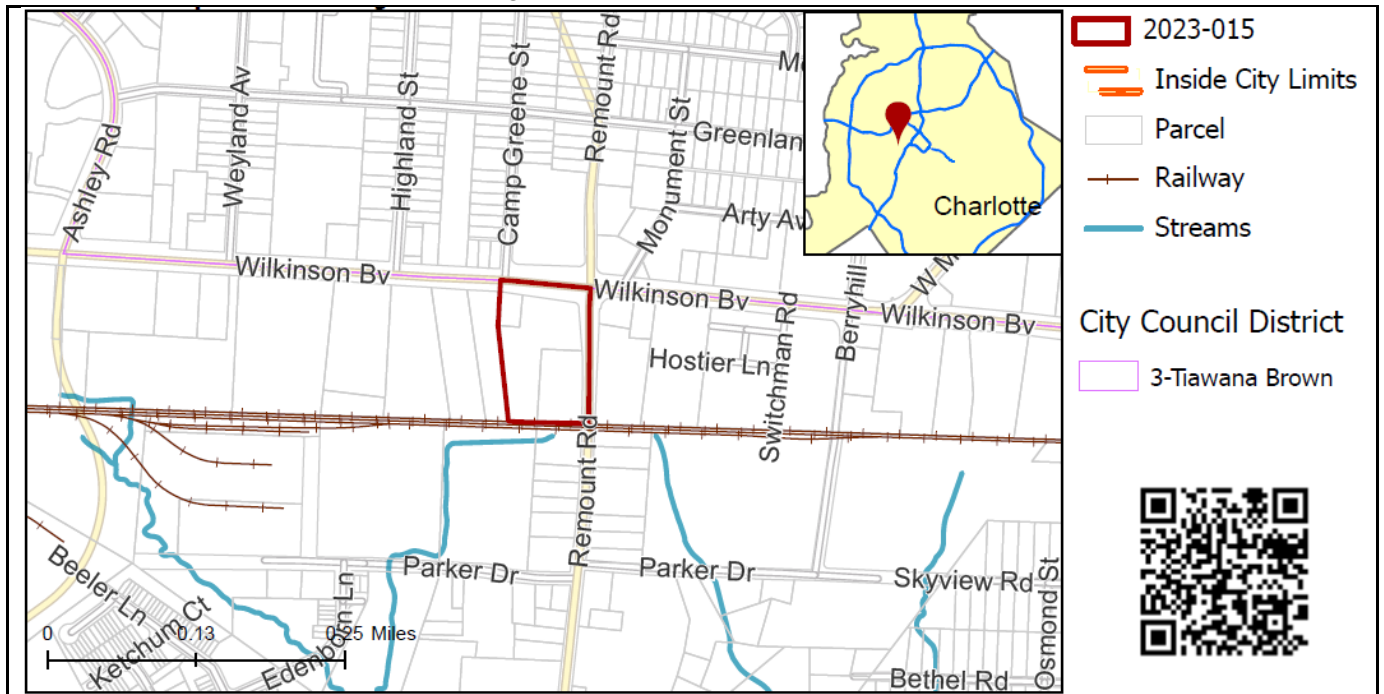 Ashley Rd
Weyland Av
Highland St
Camp Greene St
Remount Rd
Monument St
Greenlan
Arty Av
Charlotte
Wilkinson Bv
Wilkinson Bv
Wilkinson Bv
W M
Berryhill
Switchman Rd
Hostier Ln
Remount Rd
Parker Dr
Parker Dr
Skyview Rd
Osmond St
Bethel Rd
Beeler Ln
Ketchum Ct
Edenborn Ln
0 0.13 0.25 Miles
2023-015
Inside City Limits
Parcel
Railway
Streams
City Council District
3-Tiawana Brown